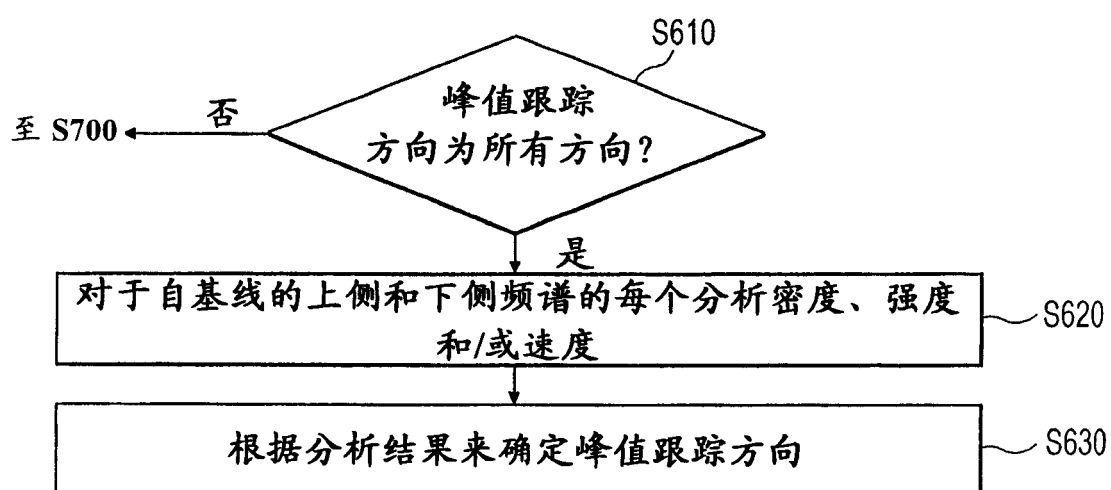 S610
峰值跟踪
方向为所有方向?
否
至 S700
是
对于自基线的上侧和下侧频谱的每个分析密度、强度
和/或速度
S620
根据分析结果来确定峰值跟踪方向
S630